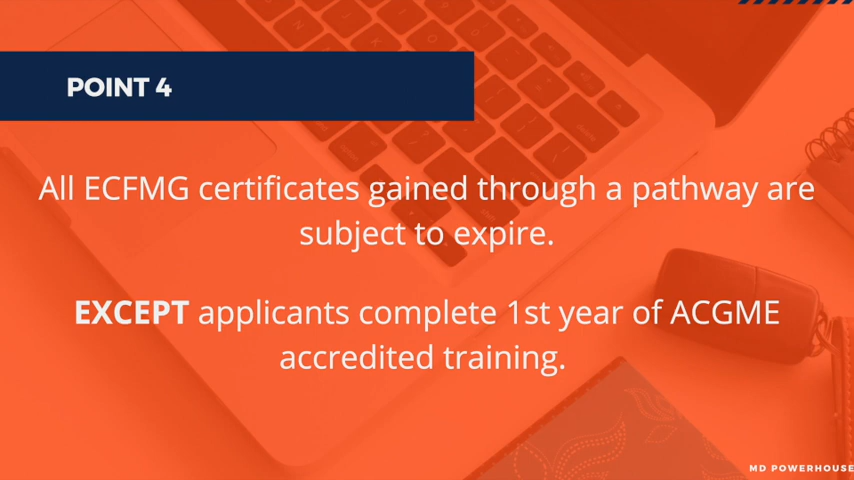 POINT 4
All ECFMG certificates gained through a pathway are
subject to expire.
EXCEPT applicants complete 1st year of ACGME
accredited training.
MD POWERHOUSE